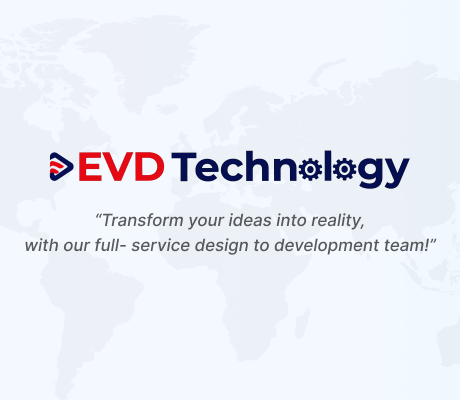 EVD Technology
“Transform your ideas into reality,
with our full- service design to development team!”